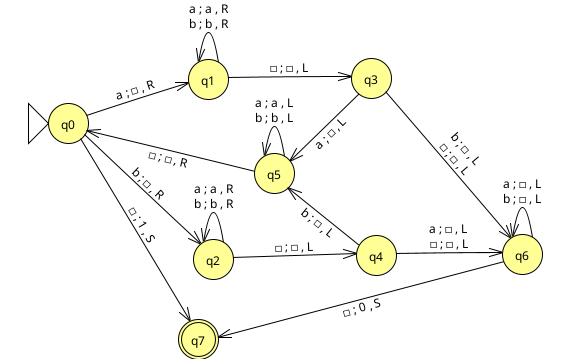 a ; a , R
b ; b , R
q1
□ ; □ , L
q3
a ; □ , R
q0
a ; a , L
b ; b , L
a ; □ , L
b ; □ , L
□ ; □ , L
□ ; □ , R
q5
b ; □ , R
a ; a , R
b ; b , R
a ; □ , L
b ; □ , L
b ; □ , L
□ ; 1 , S
q2
□ ; □ , L
q4
a ; □ , L
□ ; □ , L
q6
□ ; 0 , S
q7